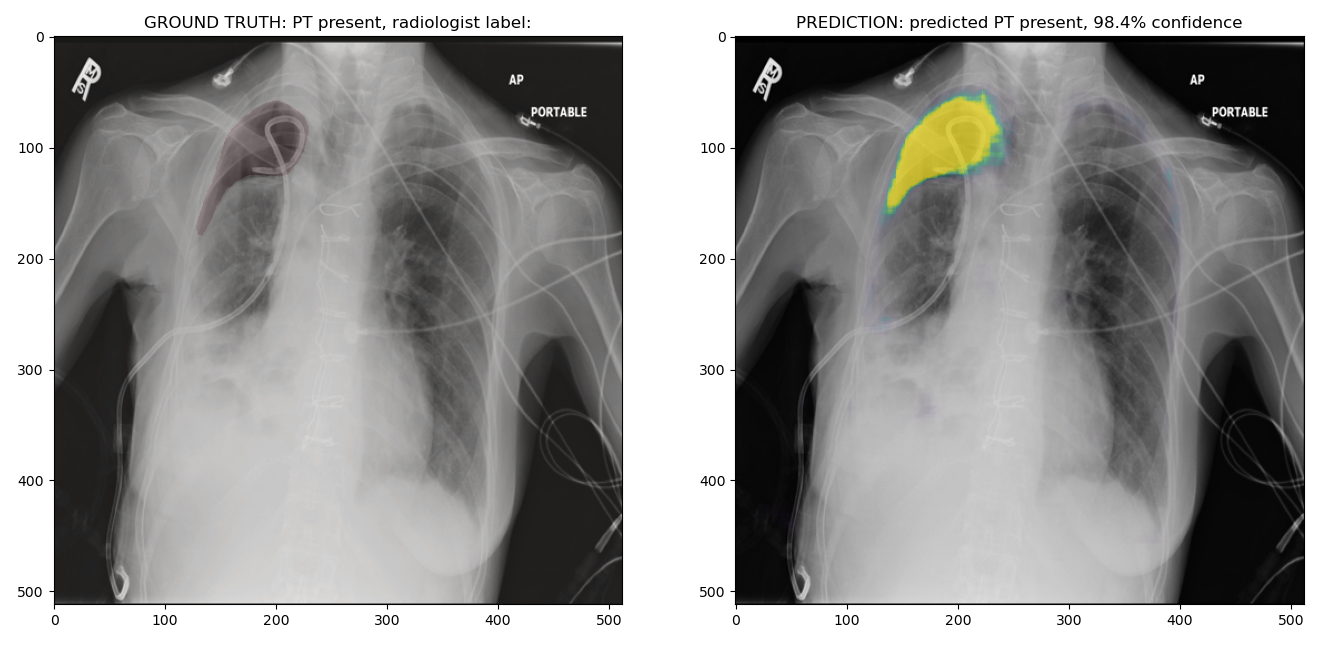 GROUND TRUTH: PT present, radiologist label:
PREDICTION: predicted PT present, 98.4% confidence
0
100
200
300
400
500
0 100 200 300 400 500
AP
PORTABLE
R
0
100
200
300
400
500
0 100 200 300 400 500
AP
PORTABLE
R